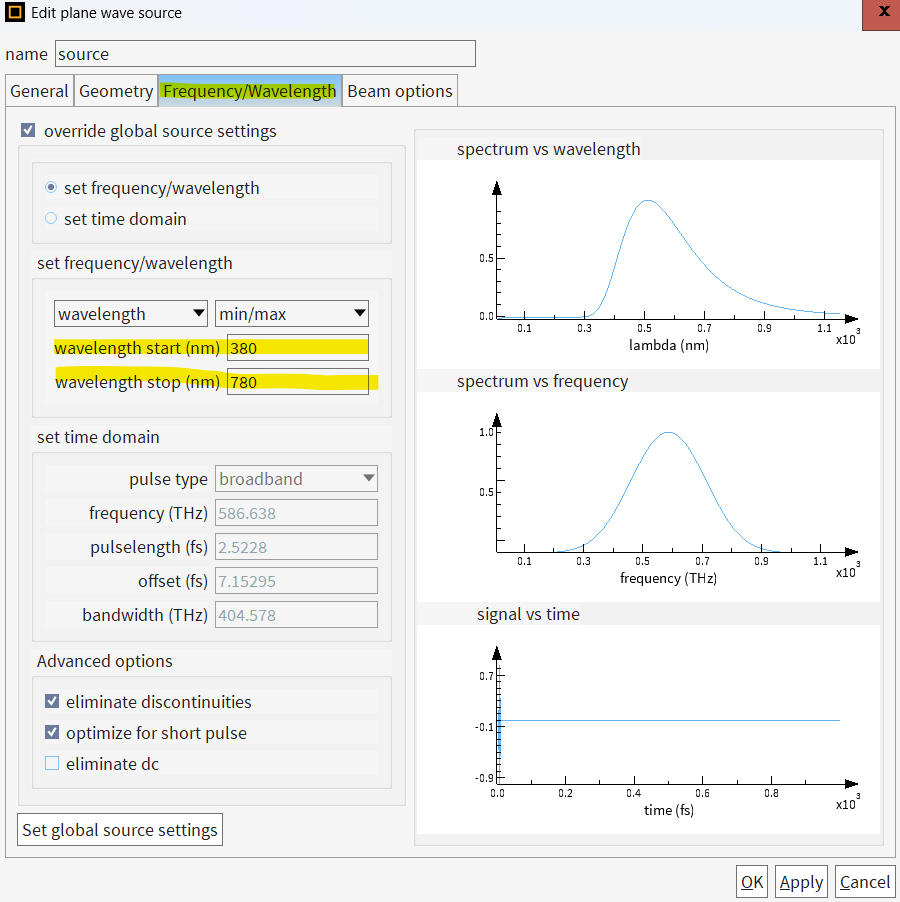 Edit plane wave source
x
name source
General Geometry Frequency/Wavelength Beam options
override global source settings
set frequency/wavelength
set time domain
set frequency/wavelength
wavelength min/max
wavelength start (nm) 380
wavelength stop (nm) 780
set time domain
pulse type broadband
frequency (THz) 586.638
pulselength (fs) 2.5228
offset (fs) 7.15295
bandwidth (THz) 404.578
Advanced options
eliminate discontinuities
optimize for short pulse
eliminate dc
Set global source settings
spectrum vs wavelength
0.5
0.0
0.1 0.3 0.5 0.7 0.9 1.1
x10³
lambda (nm)
spectrum vs frequency
1.0
0.5
0.1 0.3 0.5 0.7 0.9 1.1
x10³
frequency (THz)
signal vs time
0.7
-0.1
-0.9
0.0 0.2 0.4 0.6 0.8
x10³
time (fs)
OK Apply Cancel